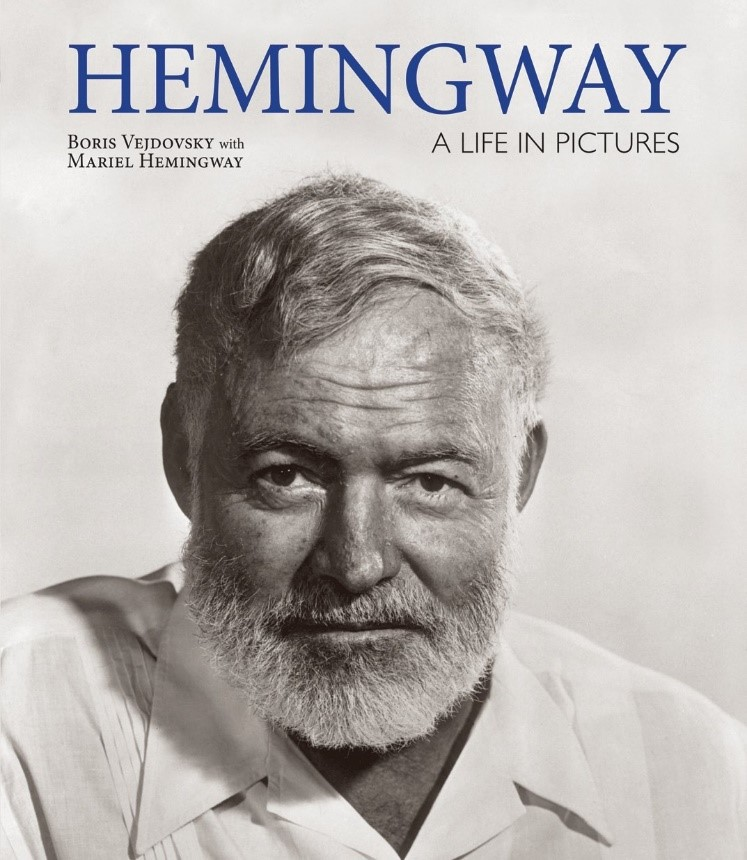 HEMINGWAY
BORIS VEJDOVSKY with
MARIEL HEMINGWAY
A LIFE IN PICTURES